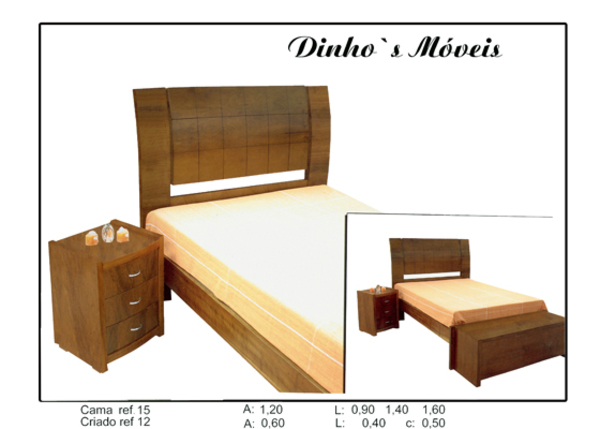 Dinho`s Móveis
Cama ref.15 A: 1,20 L: 0,90 1,40 1,60
Criado ref 12 A: 0,60 L: 0,40 c: 0,50